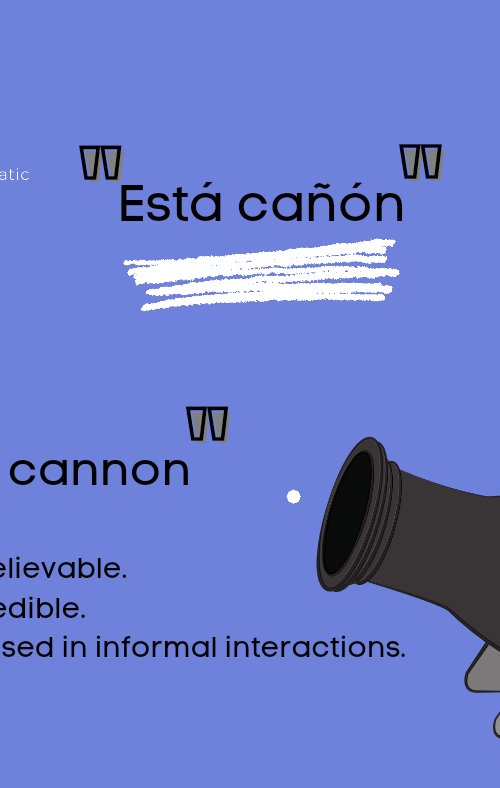 atic
"Está cañón"
cannon"
elievable.
edible.
sed in informal interactions.